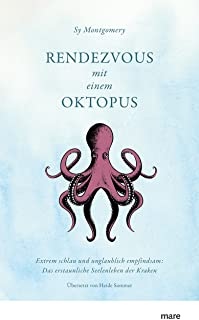 Sy Montgomery
RENDEZVOUS
mit
einem
OKTOPUS
Extrem schlau und unglaublich empfindsam:
Das erstaunliche Seelenleben der Kraken
Übersetzt von Heide Sommer
mare